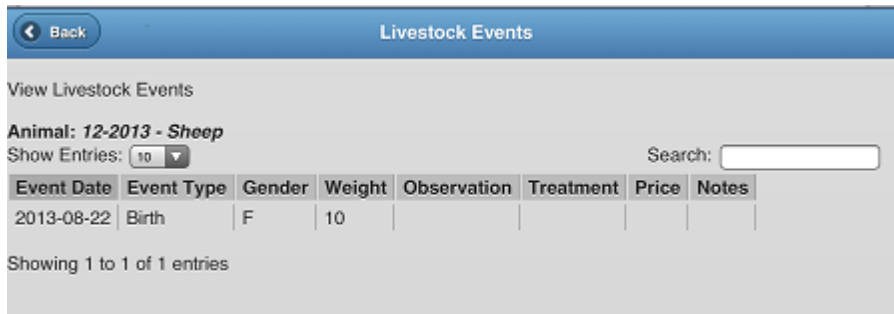 Back Livestock Events
View Livestock Events
Animal: 12-2013 - Sheep
Show Entries: 10 Search:
Event Date Event Type Gender Weight Observation Treatment Price Notes
2013-08-22 Birth F 10
Showing 1 to 1 of 1 entries